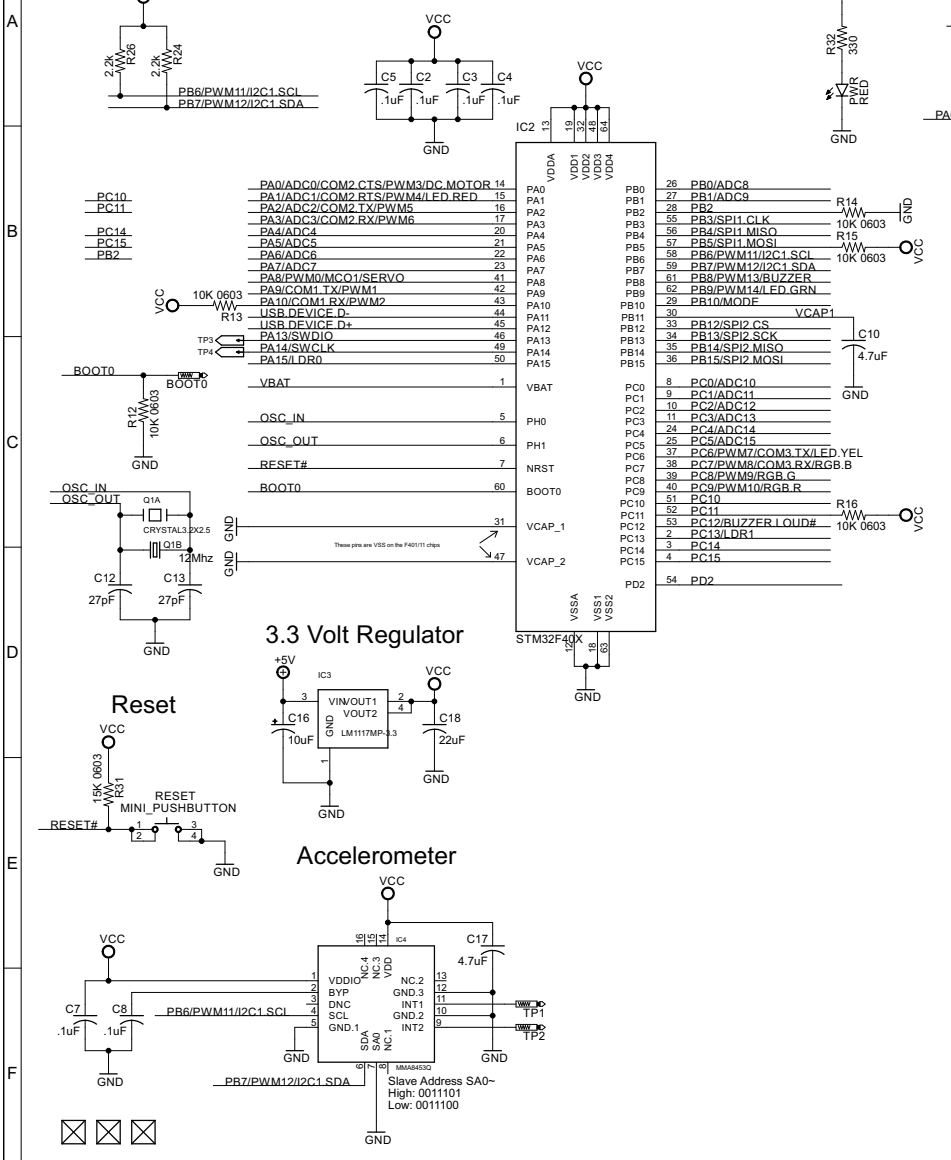 A
B
C
D
E
F
2.2k
R26
2.2k
R24
PB6/PWM11/I2C1.SCL
PB7/PWM12/I2C1.SDA
VCC
C5
.1uF
C2
.1uF
C3
.1uF
C4
.1uF
GND
R32
330
PWR
RED
GND
PA
VCC
IC2
13
19
32
48
64
VDDA
VDD1
VDD2
VDD3
VDD4
PC10
PC11
PC14
PC15
PB2
PA0/ADC0/COM2.CTS/PWM3/DC.MOTOR 14 PA0
PA1/ADC1/COM2.RTS/PWM4/LED.RED 15 PA1
PA2/ADC2/COM2.TX/PWM5 16 PA2
PA3/ADC3/COM2.RX/PWM6 17 PA3
PA4/ADC4 20 PA4
PA5/ADC5 21 PA5
PA6/ADC6 22 PA6
PA7/ADC7 23 PA7
PA8/PWM0/MCO1/SERVO 41 PA8
PA9/COM1.TX/PWM1 42 PA9
PA10/COM1.RX/PWM2 43 PA10
USB.DEVICE.D- 44 PA11
USB.DEVICE.D+ 45 PA12
TP3 PA13/SWDIO 46 PA13
TP4 PA14/SWCLK 49 PA14
PA15/LDR0 50 PA15
VCC
10K 0603
R13
VBAT 1 VBAT
OSC_IN 5 PH0
OSC_OUT 6 PH1
RESET# 7 NRST
BOOT0 60 BOOT0
GND 31 VCAP_1
These pins are VSS on the F401/11 chips
GND 47 VCAP_2
PB0 26 PB0/ADC8
PB1 27 PB1/ADC9
PB2 28 PB2
PB3 55 PB3/SPI1.CLK
PB4 56 PB4/SPI1.MISO
PB5 57 PB5/SPI1.MOSI
PB6 58 PB6/PWM11/I2C1.SCL
PB7 59 PB7/PWM12/I2C1.SDA
PB8 61 PB8/PWM13/BUZZER
PB9 62 PB9/PWM14/LED.GRN
PB10 29 PB10/MODE
PB11 30 VCAP1
PB12 33 PB12/SPI2.CS
PB13 34 PB13/SPI2.SCK
PB14 35 PB14/SPI2.MISO
PB15 36 PB15/SPI2.MOSI
R14
10K 0603
GND
R15
10K 0603
VCC
C10
4.7uF
GND
PC0 8 PC0/ADC10
PC1 9 PC1/ADC11
PC2 10 PC2/ADC12
PC3 11 PC3/ADC13
PC4 24 PC4/ADC14
PC5 25 PC5/ADC15
PC6 37 PC6/PWM7/COM3.TX/LED.YEL
PC7 38 PC7/PWM8/COM3.RX/RGB.B
PC8 39 PC8/PWM9/RGB.G
PC9 40 PC9/PWM10/RGB.R
PC10 51 PC10
PC11 52 PC11
PC12 53 PC12/BUZZER.LOUD#
PC13 2 PC13/LDR1
PC14 3 PC14
PC15 4 PC15
PD2 54 PD2
R16
10K 0603
VCC
VSSA
VSS1
VSS2
STM32F40X
12
18
63
GND
BOOT0
BOOT0
R12
10K 0603
GND
OSC_IN
OSC_OUT
Q1A
CRYSTAL3.2X2.5
Q1B
12Mhz
C12
27pF
C13
27pF
GND
3.3 Volt Regulator
+5V
IC3
VCC
3 VIN VOUT1 2
VOUT2 4
GND
LM1117MP-3.3
1
C16
10uF
C18
22uF
GND
GND
Reset
VCC
15K 0603
R31
RESET
MINI_PUSHBUTTON
RESET#
1
2
3
4
GND
Accelerometer
VCC
16
15
14
IC4
NC.4
NC.3
VDD
C17
4.7uF
VCC
1 VDDIO
2 BYP
3 DNC
PB6/PWM11/I2C1.SCL 4 SCL
5 GND.1
NC.2 13
GND.3 12
INT1 11 TP1
GND.2 10
INT2 9 TP2
C7
.1uF
C8
.1uF
GND
GND
GND
SDA
SA0
NC.1
6
7
8
MMA8453Q
PB7/PWM12/I2C1.SDA
Slave Address SA0~
High: 0011101
Low: 0011100
GND